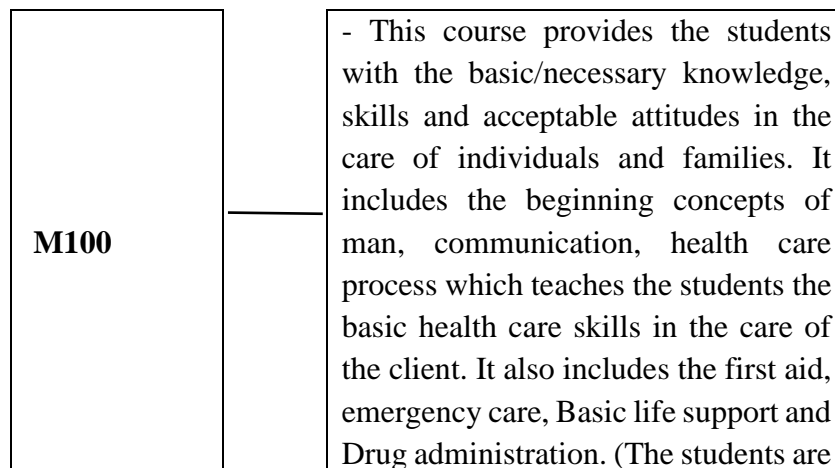 M100
- This course provides the students
with the basic/necessary knowledge,
skills and acceptable attitudes in the
care of individuals and families. It
includes the beginning concepts of
man, communication, health care
process which teaches the students the
basic health care skills in the care of
the client. It also includes the first aid,
emergency care, Basic life support and
Drug administration. (The students are